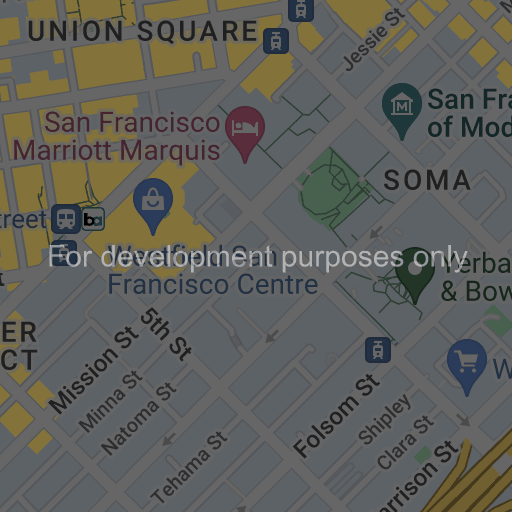 UNION SQUARE
Jessie St
San Francisco
Marriott Marquis
San Fra
of Mod
SOMA
treet
ba
For development purposes only
Westfield San
Francisco Centre
Yerba
& Bow
ER
CT
5th St
Mission St
Minna St
Natoma St
Tehama St
Folsom St
Shipley
Clara St
arrison St
W